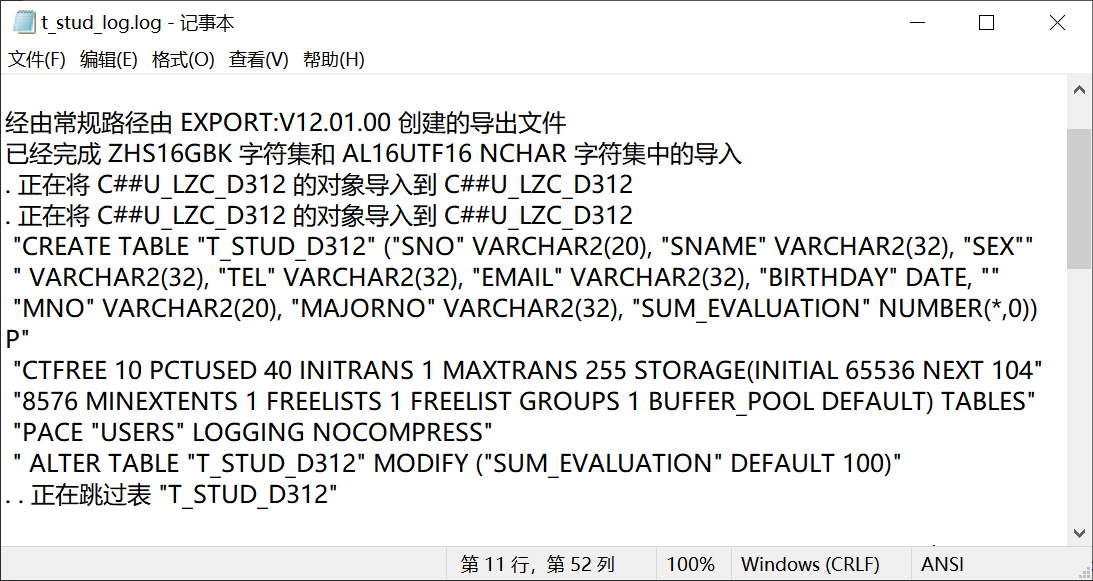 t_stud_log.log - 记事本
文件(F) 编辑(E) 格式(O) 查看(V) 帮助(H)
经由常规路径由 EXPORT:V12.01.00 创建的导出文件
已经完成 ZHS16GBK 字符集和 AL16UTF16 NCHAR 字符集中的导入
. 正在将 C##U_LZC_D312 的对象导入到 C##U_LZC_D312
. 正在将 C##U_LZC_D312 的对象导入到 C##U_LZC_D312
"CREATE TABLE "T_STUD_D312" ("SNO" VARCHAR2(20), "SNAME" VARCHAR2(32), "SEX""
" VARCHAR2(32), "TEL" VARCHAR2(32), "EMAIL" VARCHAR2(32), "BIRTHDAY" DATE, ""
"MNO" VARCHAR2(20), "MAJORNO" VARCHAR2(32), "SUM_EVALUATION" NUMBER(*,0))
P"
"CTFREE 10 PCTUSED 40 INITRANS 1 MAXTRANS 255 STORAGE(INITIAL 65536 NEXT 104"
"8576 MINEXTENTS 1 FREELISTS 1 FREELIST GROUPS 1 BUFFER_POOL DEFAULT) TABLES"
"PACE "USERS" LOGGING NOCOMPRESS"
" ALTER TABLE "T_STUD_D312" MODIFY ("SUM_EVALUATION" DEFAULT 100)"
. . 正在跳过表 "T_STUD_D312"
第 11 行，第 52 列 100% Windows (CRLF) ANSI